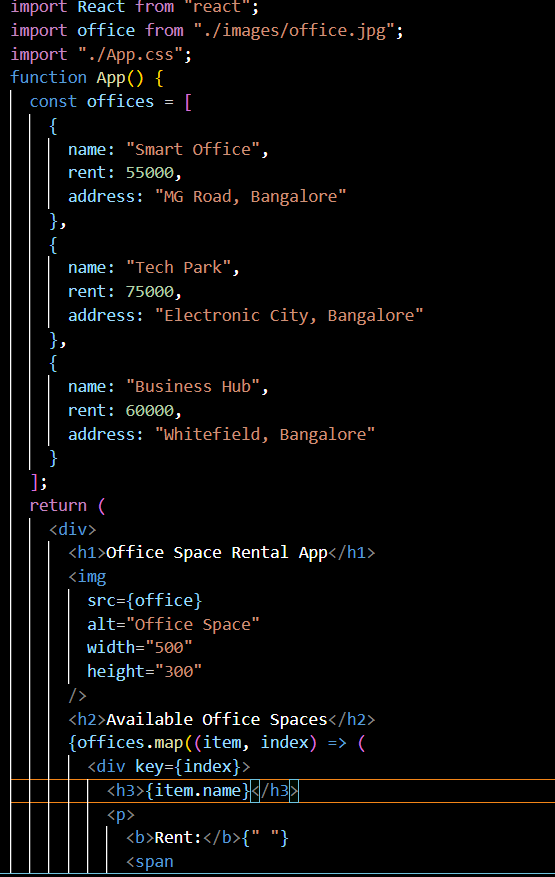 import React from "react";
import office from "./images/office.jpg";
import "./App.css";
function App() {
  const offices = [
    {
      name: "Smart Office",
      rent: 55000,
      address: "MG Road, Bangalore"
    },
    {
      name: "Tech Park",
      rent: 75000,
      address: "Electronic City, Bangalore"
    },
    {
      name: "Business Hub",
      rent: 60000,
      address: "Whitefield, Bangalore"
    }
  ];
  return (
    <div>
      <h1>Office Space Rental App</h1>
      <img
        src={office}
        alt="Office Space"
        width="500"
        height="300"
      />
      <h2>Available Office Spaces</h2>
      {offices.map((item, index) => (
        <div key={index}>
          <h3>{item.name}</h3>
          <p>
            <b>Rent:</b>{" "}
            <span